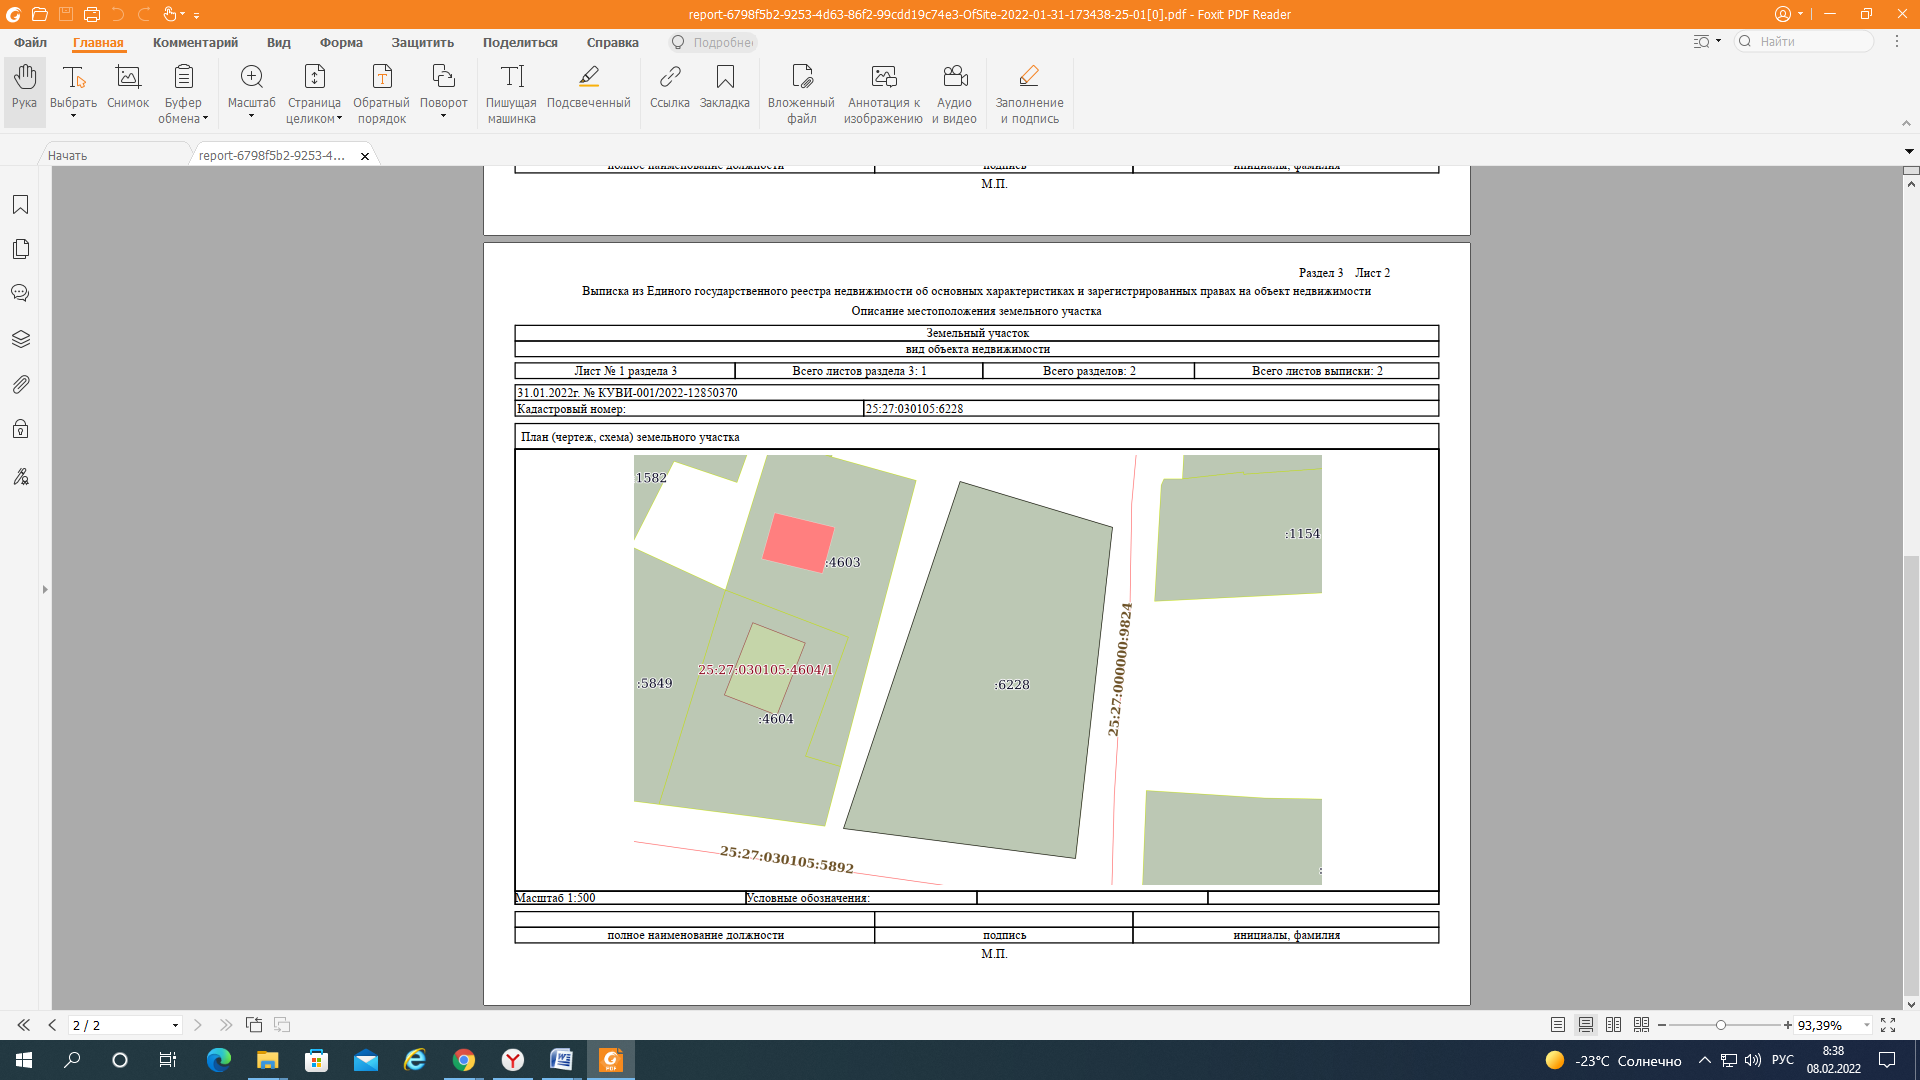 report-6798f5b2-9253-4d63-86f2-99cdd19c74e3-OfSite-2022-01-31-173438-25-01[0].pdf - Foxit PDF Reader
Файл Главная Комментарий Вид Форма Защитить Поделиться Справка Подробнее Найти
Рука Выбрать Снимок Буфер обмена Масштаб Страница целиком Обратный порядок Поворот Пишущая машинка Подсвеченный Ссылка Закладка Вложенный файл Аннотация к изображению Аудио и видео Заполнение и подпись
Начать report-6798f5b2-9253-4...
полное наименование должности подпись инициалы, фамилия
М.П.
Раздел 3 Лист 2
Выписка из Единого государственного реестра недвижимости об основных характеристиках и зарегистрированных правах на объект недвижимости
Описание местоположения земельного участка
Земельный участок
вид объекта недвижимости
Лист № 1 раздела 3 Всего листов раздела 3: 1 Всего разделов: 2 Всего листов выписки: 2
31.01.2022г. № КУВИ-001/2022-12850370
Кадастровый номер: 25:27:030105:6228
План (чертеж, схема) земельного участка
1582
:1154
:4603
25:27:000000:9824
25:27:030105:4604/1
:5849
:6228
:4604
25:27:030105:5892
Масштаб 1:500 Условные обозначения:
полное наименование должности подпись инициалы, фамилия
М.П.
2 / 2 93,39%
-23°C Солнечно РУС 8:38
08.02.2022